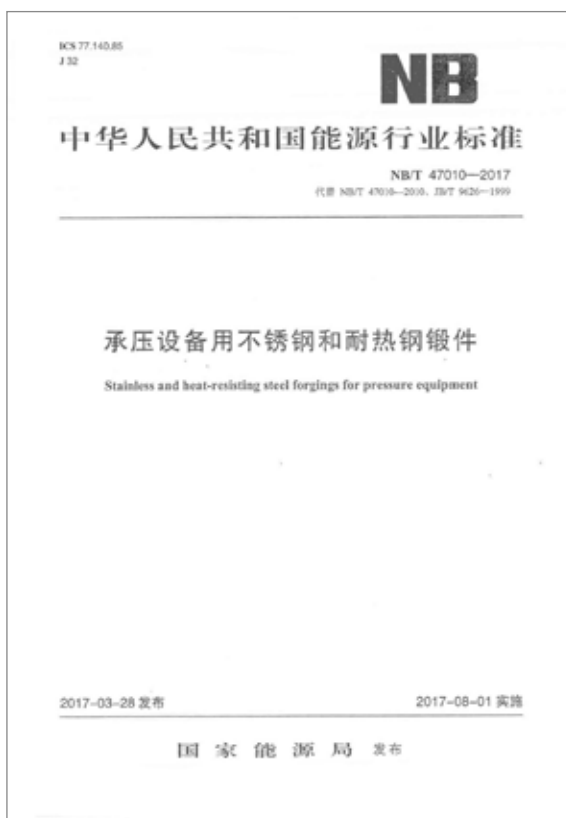 ICS 77.140.85
J 32
NB
中华人民共和国能源行业标准
NB/T 47010—2017
代替 NB/T 47010—2010，JB/T 9626—1999
承压设备用不锈钢和耐热钢锻件
Stainless and heat-resisting steel forgings for pressure equipment
2017-03-28 发布
2017-08-01 实施
国家能源局 发布